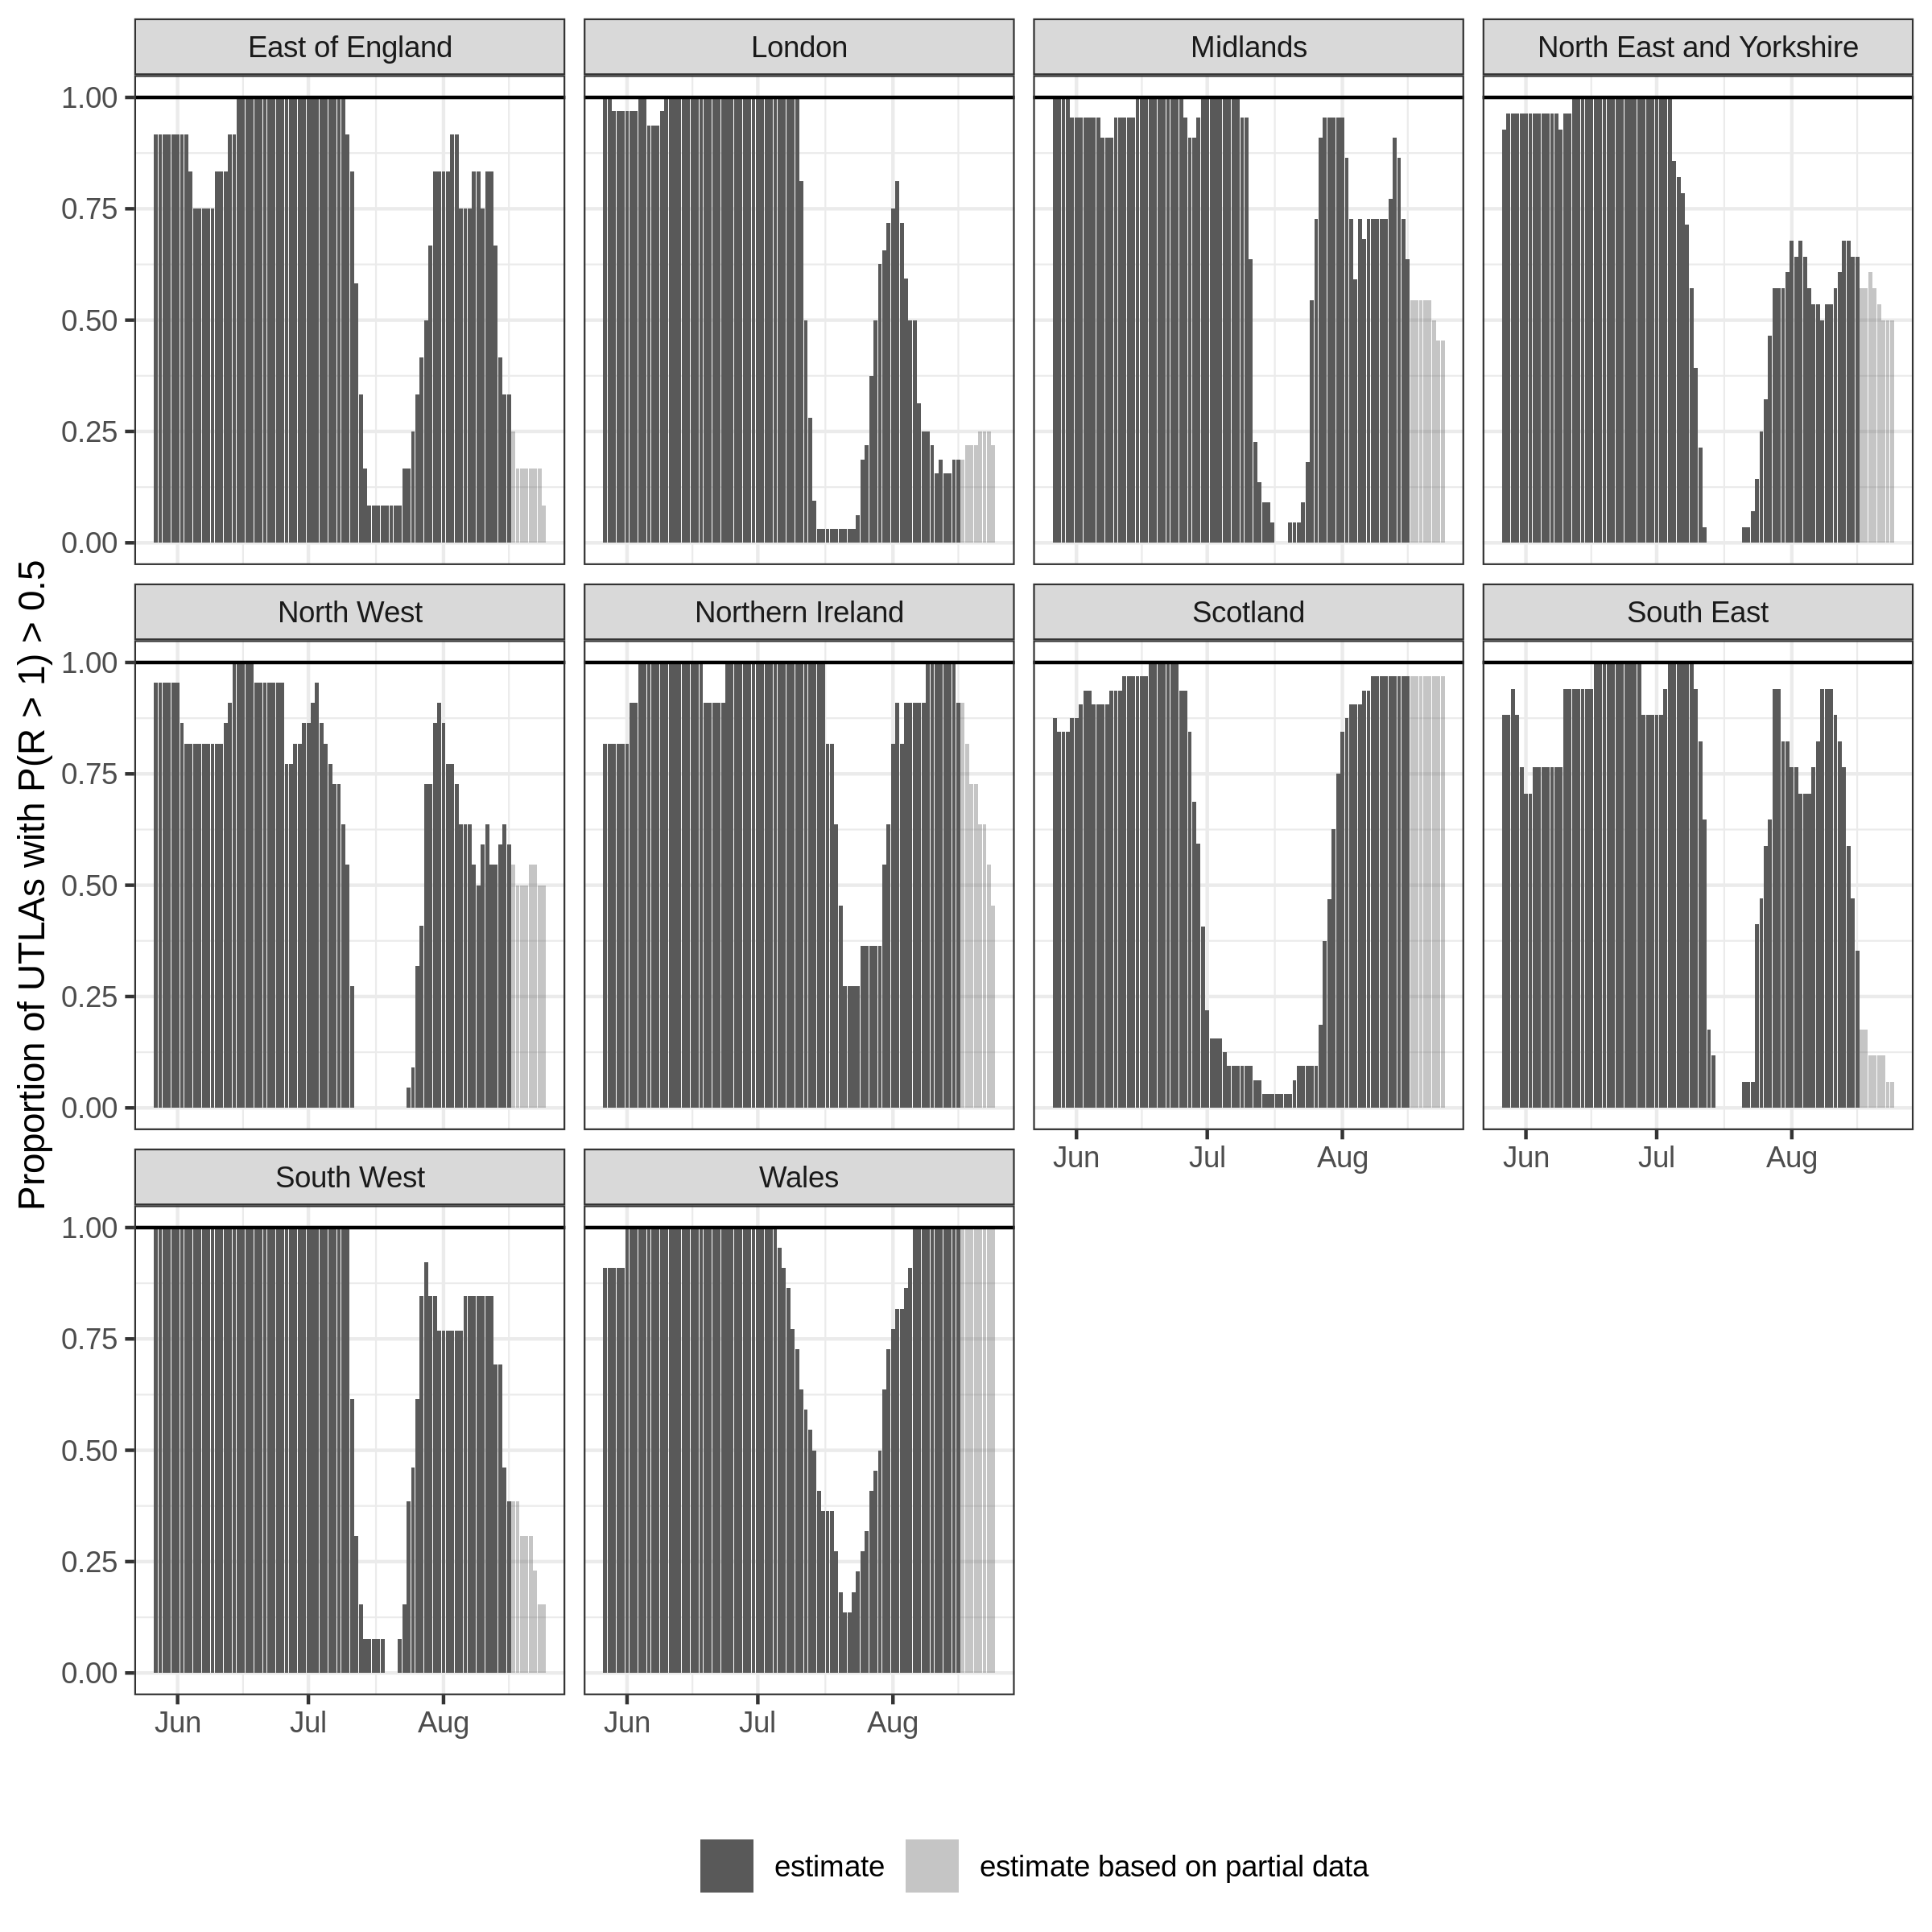 East of England
London
Midlands
North East and Yorkshire
1.00
0.75
0.50
0.25
0.00
North West
Northern Ireland
Scotland
South East
1.00
0.75
0.50
0.25
0.00
Jun Jul Aug
Jun Jul Aug
South West
Wales
1.00
0.75
0.50
0.25
0.00
Jun Jul Aug
Jun Jul Aug
Proportion of UTLAs with P(R > 1) > 0.5
estimate
estimate based on partial data